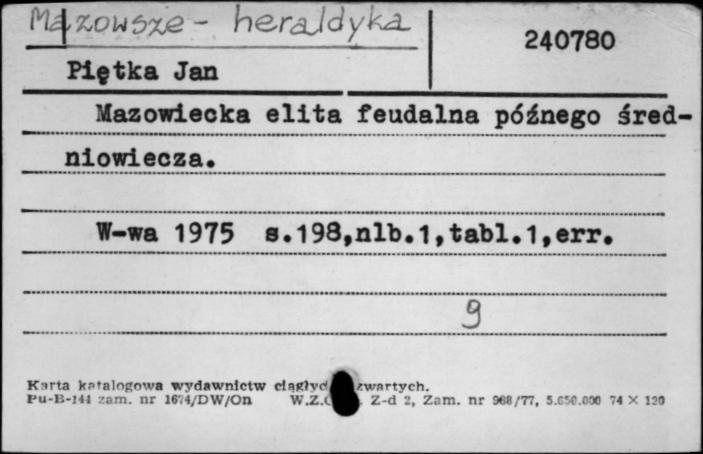 Mazowsze - heraldyka
240780
Piętka Jan
Mazowiecka elita feudalna późnego śred-
niowiecza.
W-wa 1975 s.198,nlb.1,tabl.1,err.
9
Karta katalogowa wydawnictw ciągłyc zwartych.
Pu-B-144 zam. nr 1674/DW/On W.Z. Z-d 2, Zam. nr 968/77, 5.650.000 74 X 120